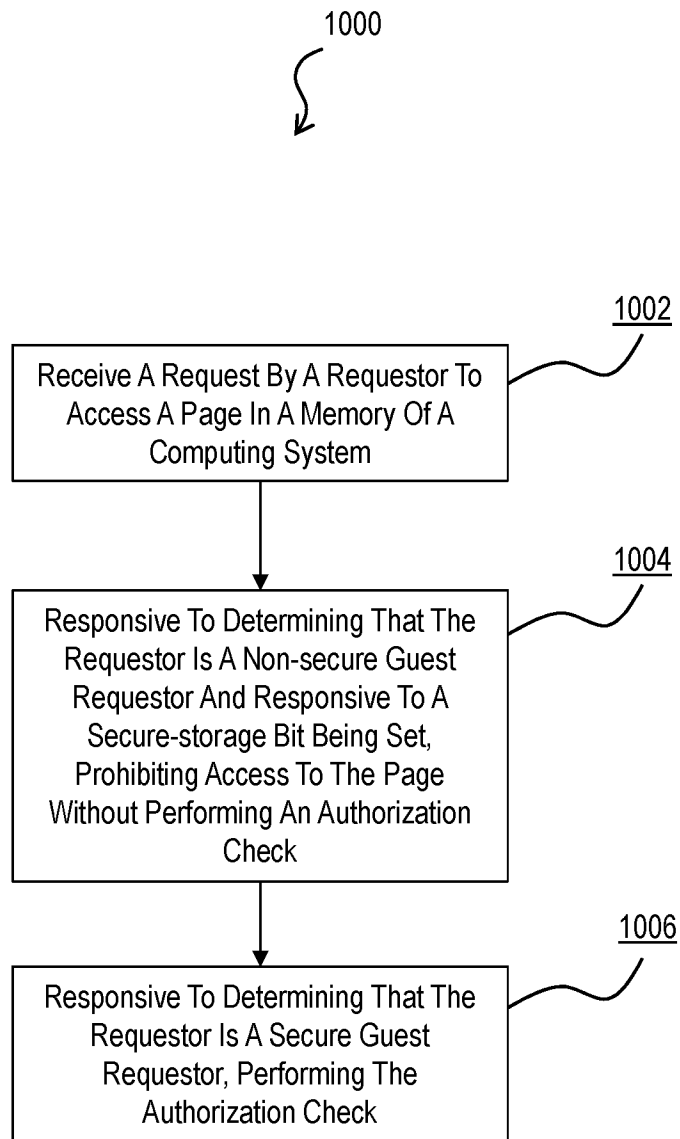 1000
1002
Receive A Request By A Requestor To
Access A Page In A Memory Of A
Computing System
1004
Responsive To Determining That The
Requestor Is A Non-secure Guest
Requestor And Responsive To A
Secure-storage Bit Being Set,
Prohibiting Access To The Page
Without Performing An Authorization
Check
1006
Responsive To Determining That The
Requestor Is A Secure Guest
Requestor, Performing The
Authorization Check